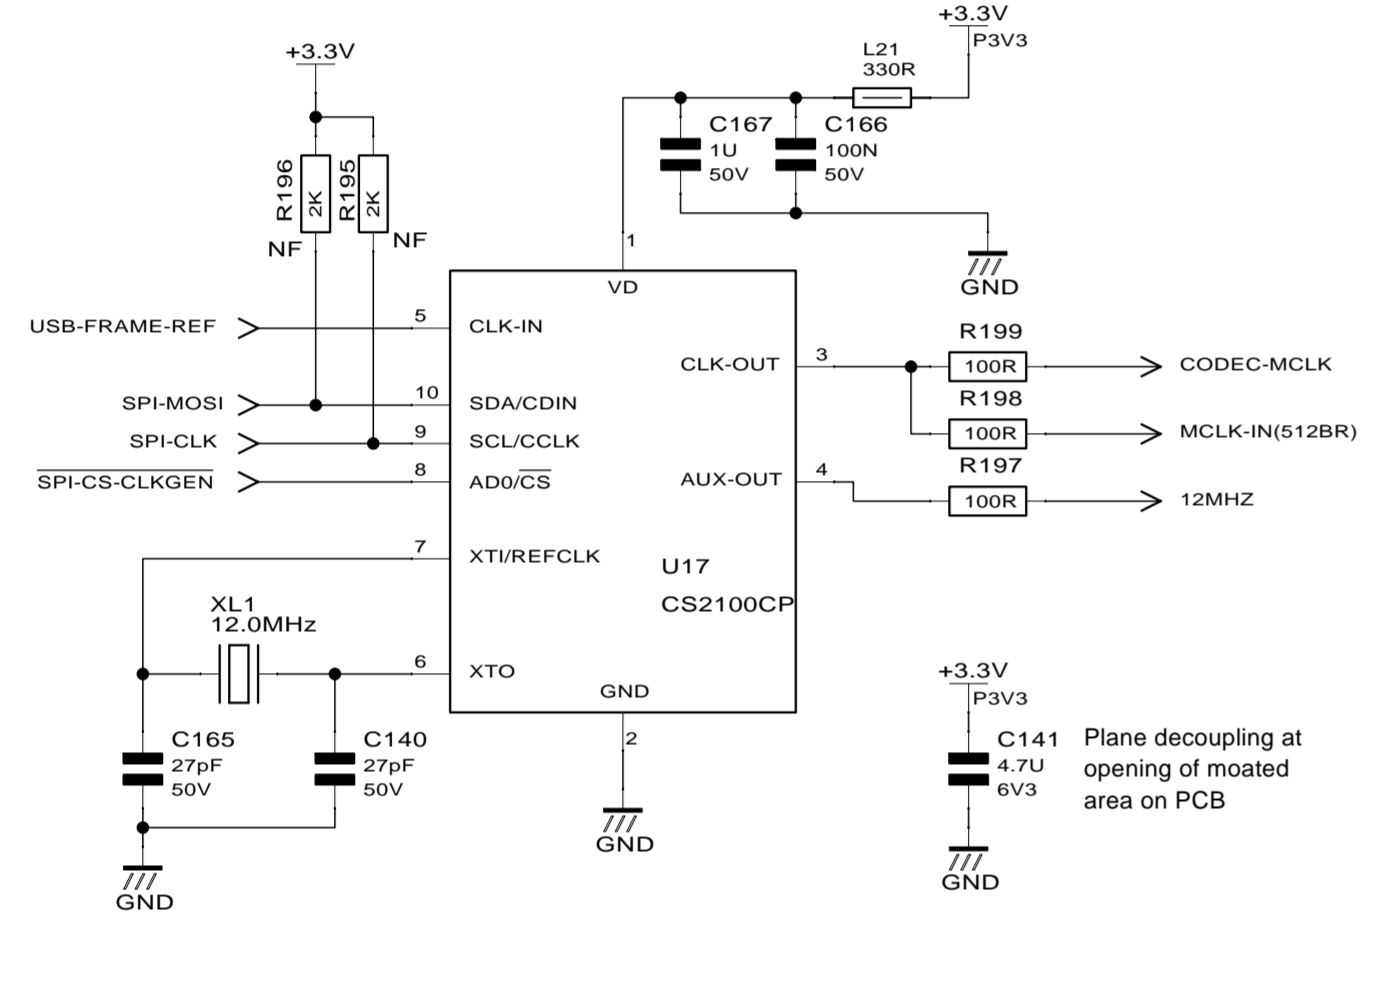 +3.3V
P3V3
L21
330R
+3.3V
C167
1U
50V
C166
100N
50V
R196
2K
R195
2K
NF
NF
1
VD
GND
USB-FRAME-REF
5
CLK-IN
SPI-MOSI
10
SDA/CDIN
SPI-CLK
9
SCL/CCLK
SPI-CS-CLKGEN
8
AD0/CS
7
XTI/REFCLK
XL1
12.0MHz
6
XTO
CLK-OUT
3
R199
100R
CODEC-MCLK
R198
100R
MCLK-IN(512BR)
R197
AUX-OUT
4
100R
12MHZ
U17
CS2100CP
GND
2
GND
C165
27pF
50V
C140
27pF
50V
GND
+3.3V
P3V3
C141
4.7U
6V3
GND
Plane decoupling at
opening of moated
area on PCB